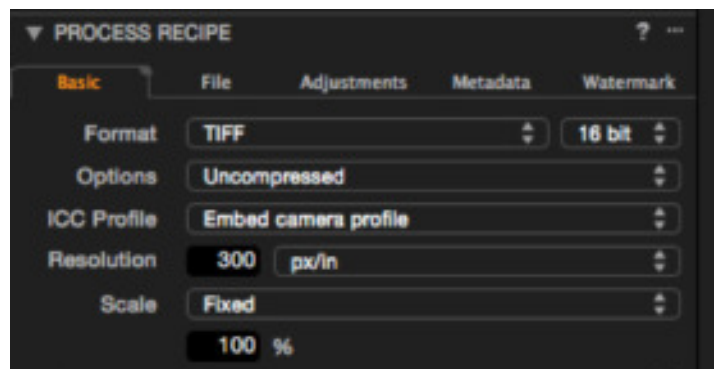 PROCESS RECIPE ? ...
Basic File Adjustments Metadata Watermark
Format TIFF 16 bit
Options Uncompressed
ICC Profile Embed camera profile
Resolution 300 px/in
Scale Fixed
100 %